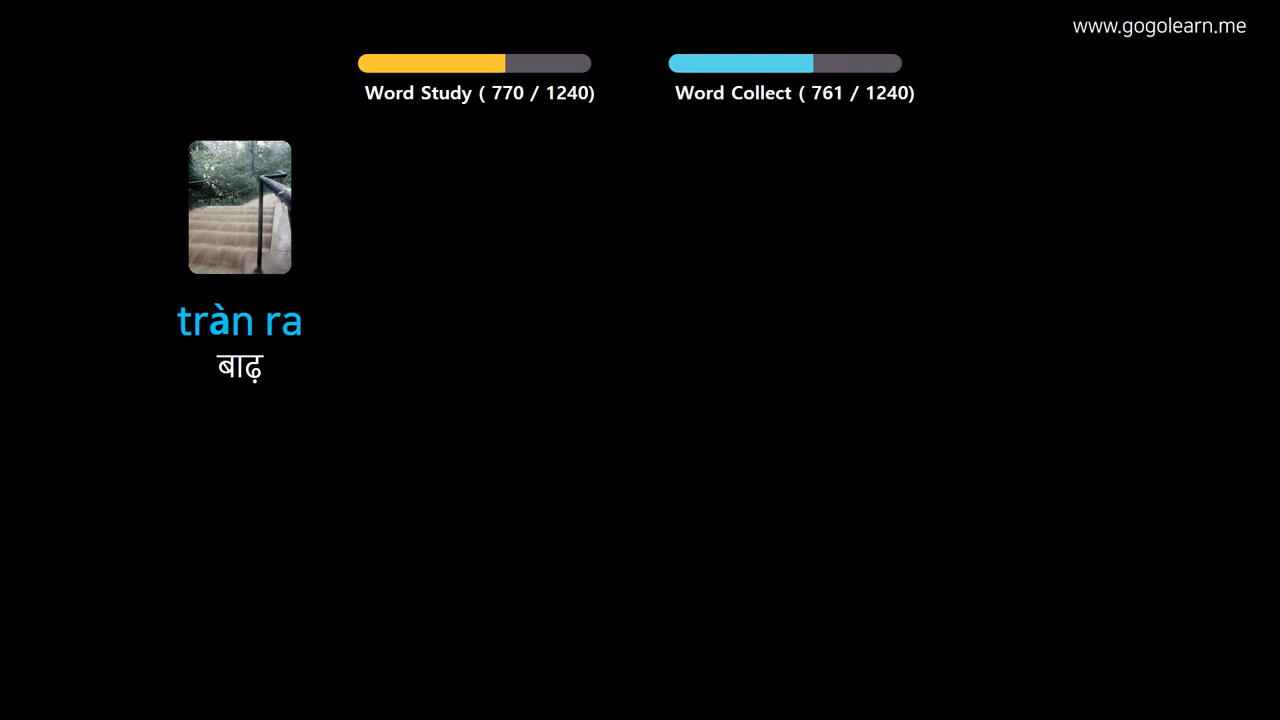 www.gogolearn.me
Word Study ( 770 / 1240)
Word Collect ( 761 / 1240)
tràn ra
बाढ़